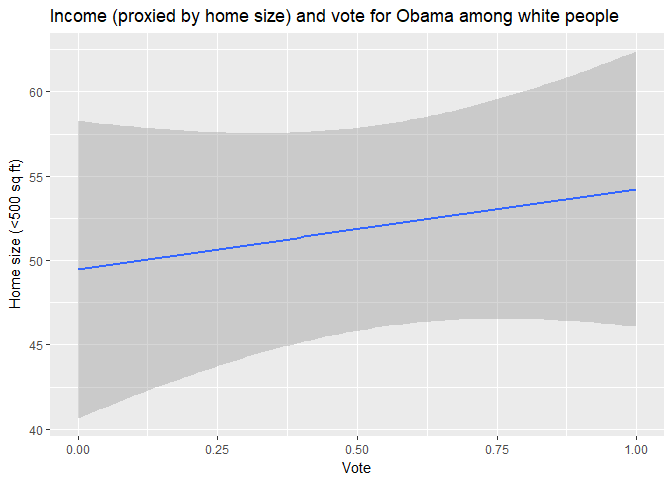 Income (proxied by home size) and vote for Obama among white people
Home size (<500 sq ft)
60
55
50
45
40
0.00 0.25 0.50 0.75 1.00
Vote